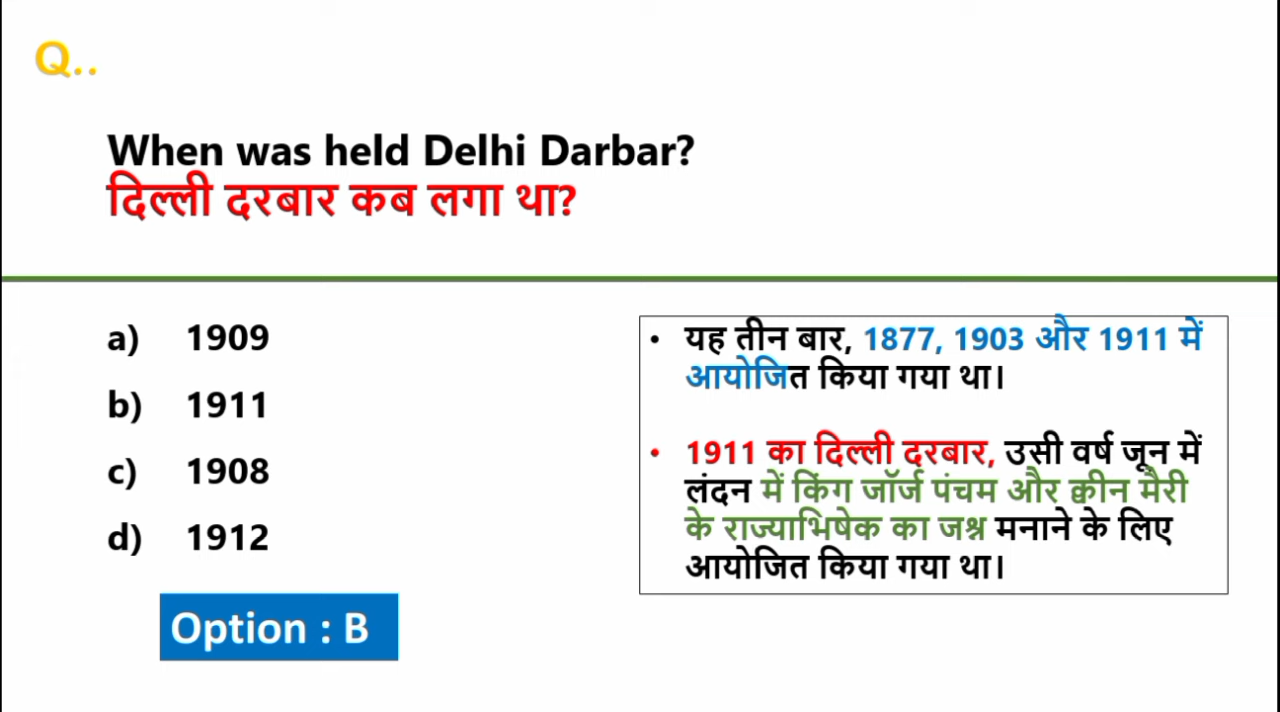 Q..
When was held Delhi Darbar?
दिल्ली दरबार कब लगा था?
a) 1909
b) 1911
c) 1908
d) 1912
Option : B
• यह तीन बार, 1877, 1903 और 1911 में
आयोजित किया गया था।
• 1911 का दिल्ली दरबार, उसी वर्ष जून में
लंदन में किंग जॉर्ज पंचम और क्वीन मैरी
के राज्याभिषेक का जश्न मनाने के लिए
आयोजित किया गया था।